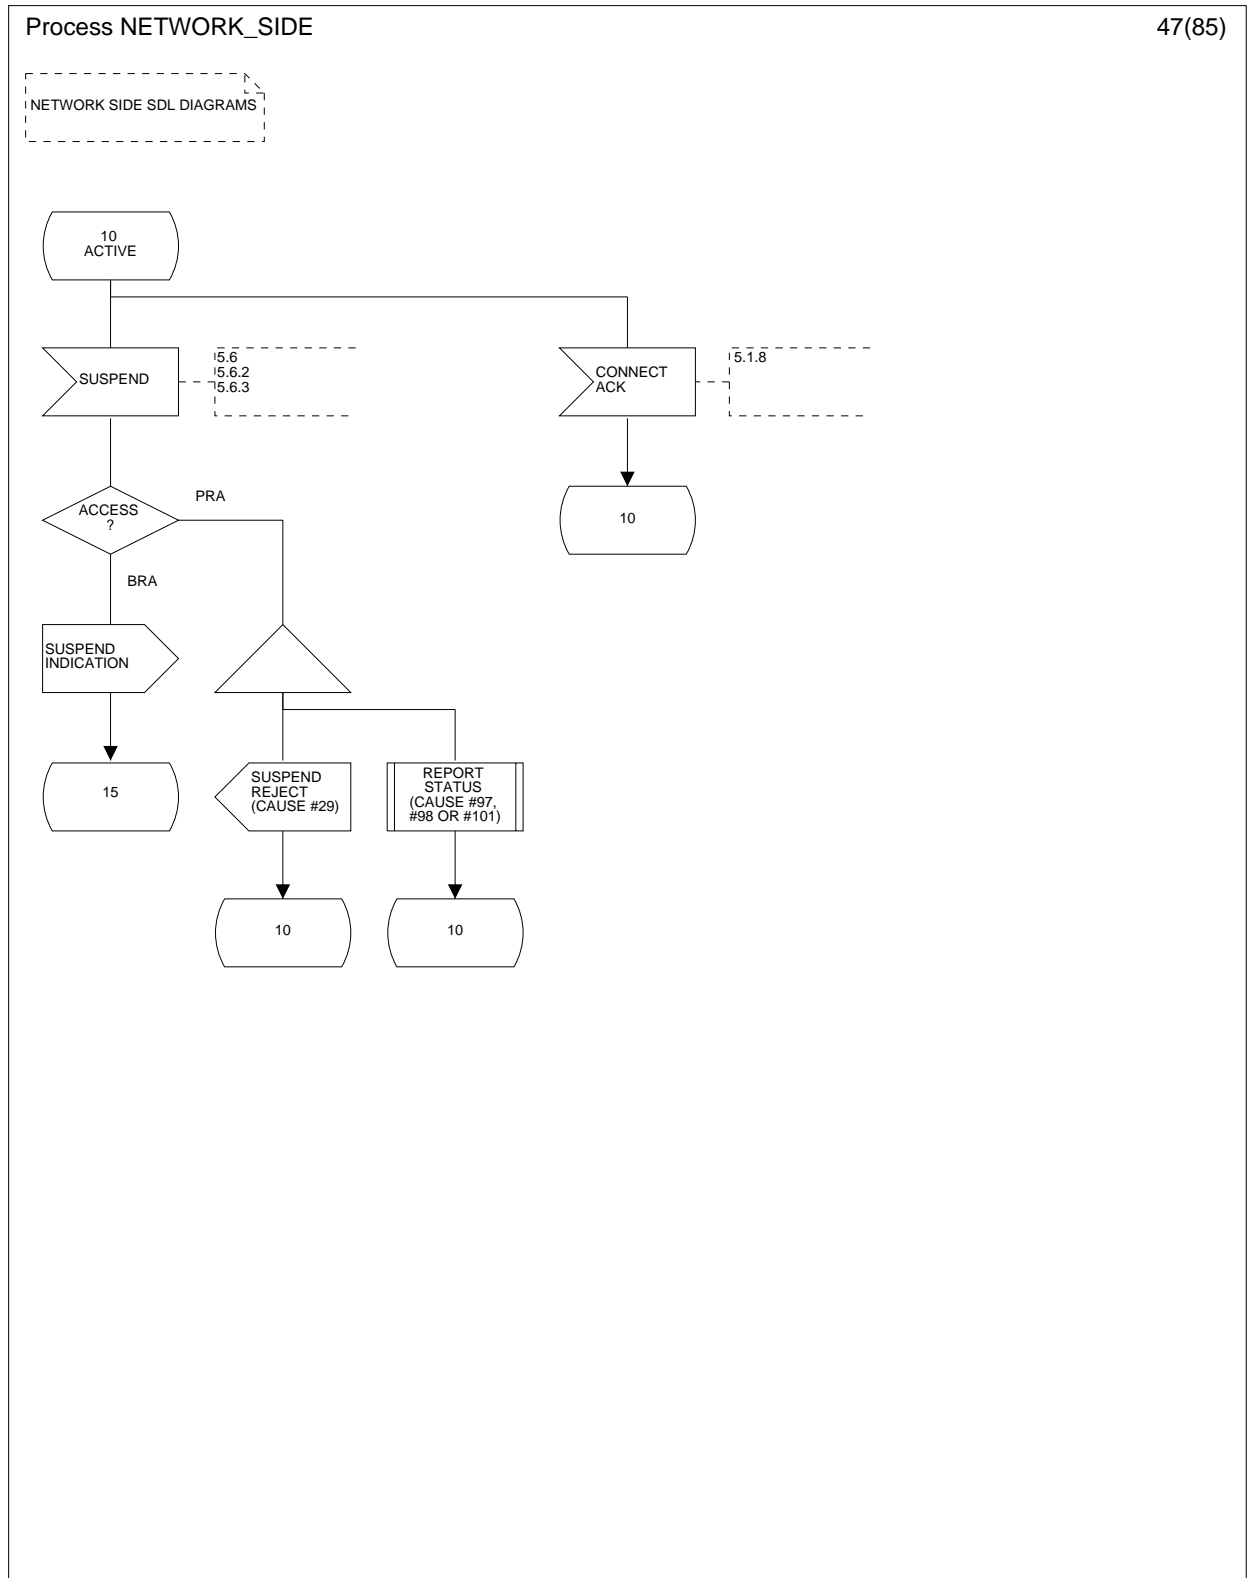 Process NETWORK_SIDE
47(85)
NETWORK SIDE SDL DIAGRAMS
10
ACTIVE
SUSPEND
5.6
5.6.2
5.6.3
CONNECT
ACK
5.1.8
ACCESS
?
PRA
10
BRA
SUSPEND
INDICATION
15
SUSPEND
REJECT
(CAUSE #29)
REPORT
STATUS
(CAUSE #97,
#98 OR #101)
10
10